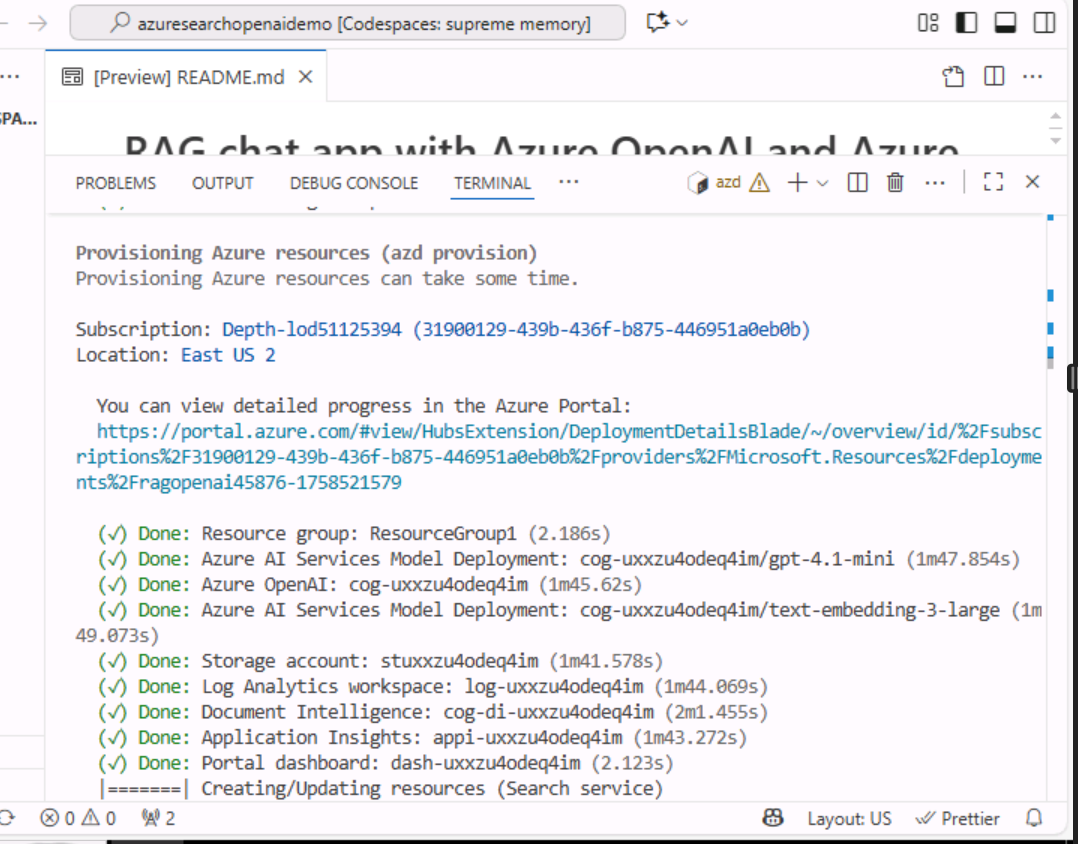 azuresearchopenaidemo [Codespaces: supreme memory]
[Preview] README.md
SPA...
RAG chat app with Azure OpenAI and Azure
PROBLEMS OUTPUT DEBUG CONSOLE TERMINAL ... azd
Provisioning Azure resources (azd provision)
Provisioning Azure resources can take some time.
Subscription: Depth-lod51125394 (31900129-439b-436f-b875-446951a0eb0b)
Location: East US 2
You can view detailed progress in the Azure Portal:
https://portal.azure.com/#view/HubsExtension/DeploymentDetailsBlade/~/overview/id/%2Fsubsc
riptions%2F31900129-439b-436f-b875-446951a0eb0b%2Fproviders%2FMicrosoft.Resources%2Fdeployme
nts%2Fragopenai45876-1758521579
(✓) Done: Resource group: ResourceGroup1 (2.186s)
(✓) Done: Azure AI Services Model Deployment: cog-uxxzu4odeq4im/gpt-4.1-mini (1m47.854s)
(✓) Done: Azure OpenAI: cog-uxxzu4odeq4im (1m45.62s)
(✓) Done: Azure AI Services Model Deployment: cog-uxxzu4odeq4im/text-embedding-3-large (1m
49.073s)
(✓) Done: Storage account: stuxxzu4odeq4im (1m41.578s)
(✓) Done: Log Analytics workspace: log-uxxzu4odeq4im (1m44.069s)
(✓) Done: Document Intelligence: cog-di-uxxzu4odeq4im (2m1.455s)
(✓) Done: Application Insights: appi-uxxzu4odeq4im (1m43.272s)
(✓) Done: Portal dashboard: dash-uxxzu4odeq4im (2.123s)
|=======| Creating/Updating resources (Search service)
0 0 2 Layout: US Prettier